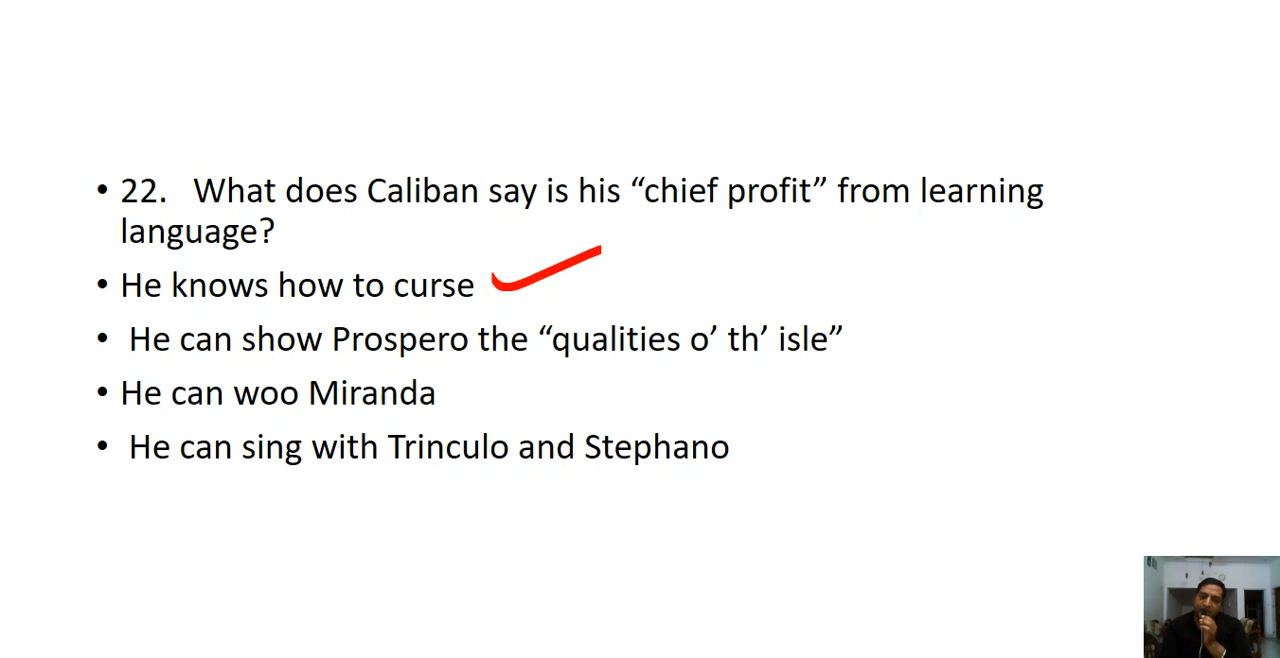 • 22. What does Caliban say is his “chief profit” from learning
language?
• He knows how to curse
• He can show Prospero the “qualities o’ th’ isle”
• He can woo Miranda
• He can sing with Trinculo and Stephano